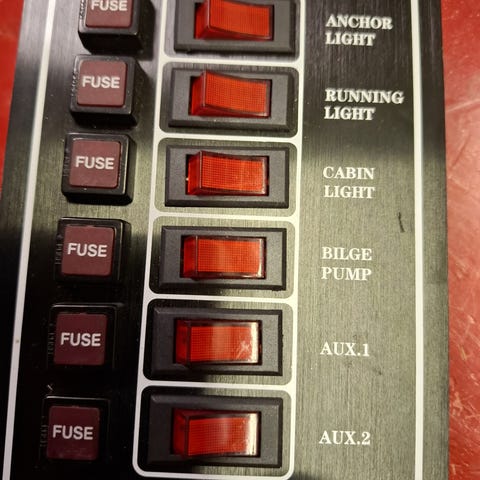 FUSE ANCHOR
LIGHT
FUSE RUNNING
LIGHT
FUSE CABIN
LIGHT
FUSE BILGE
PUMP
FUSE AUX.1
FUSE AUX.2